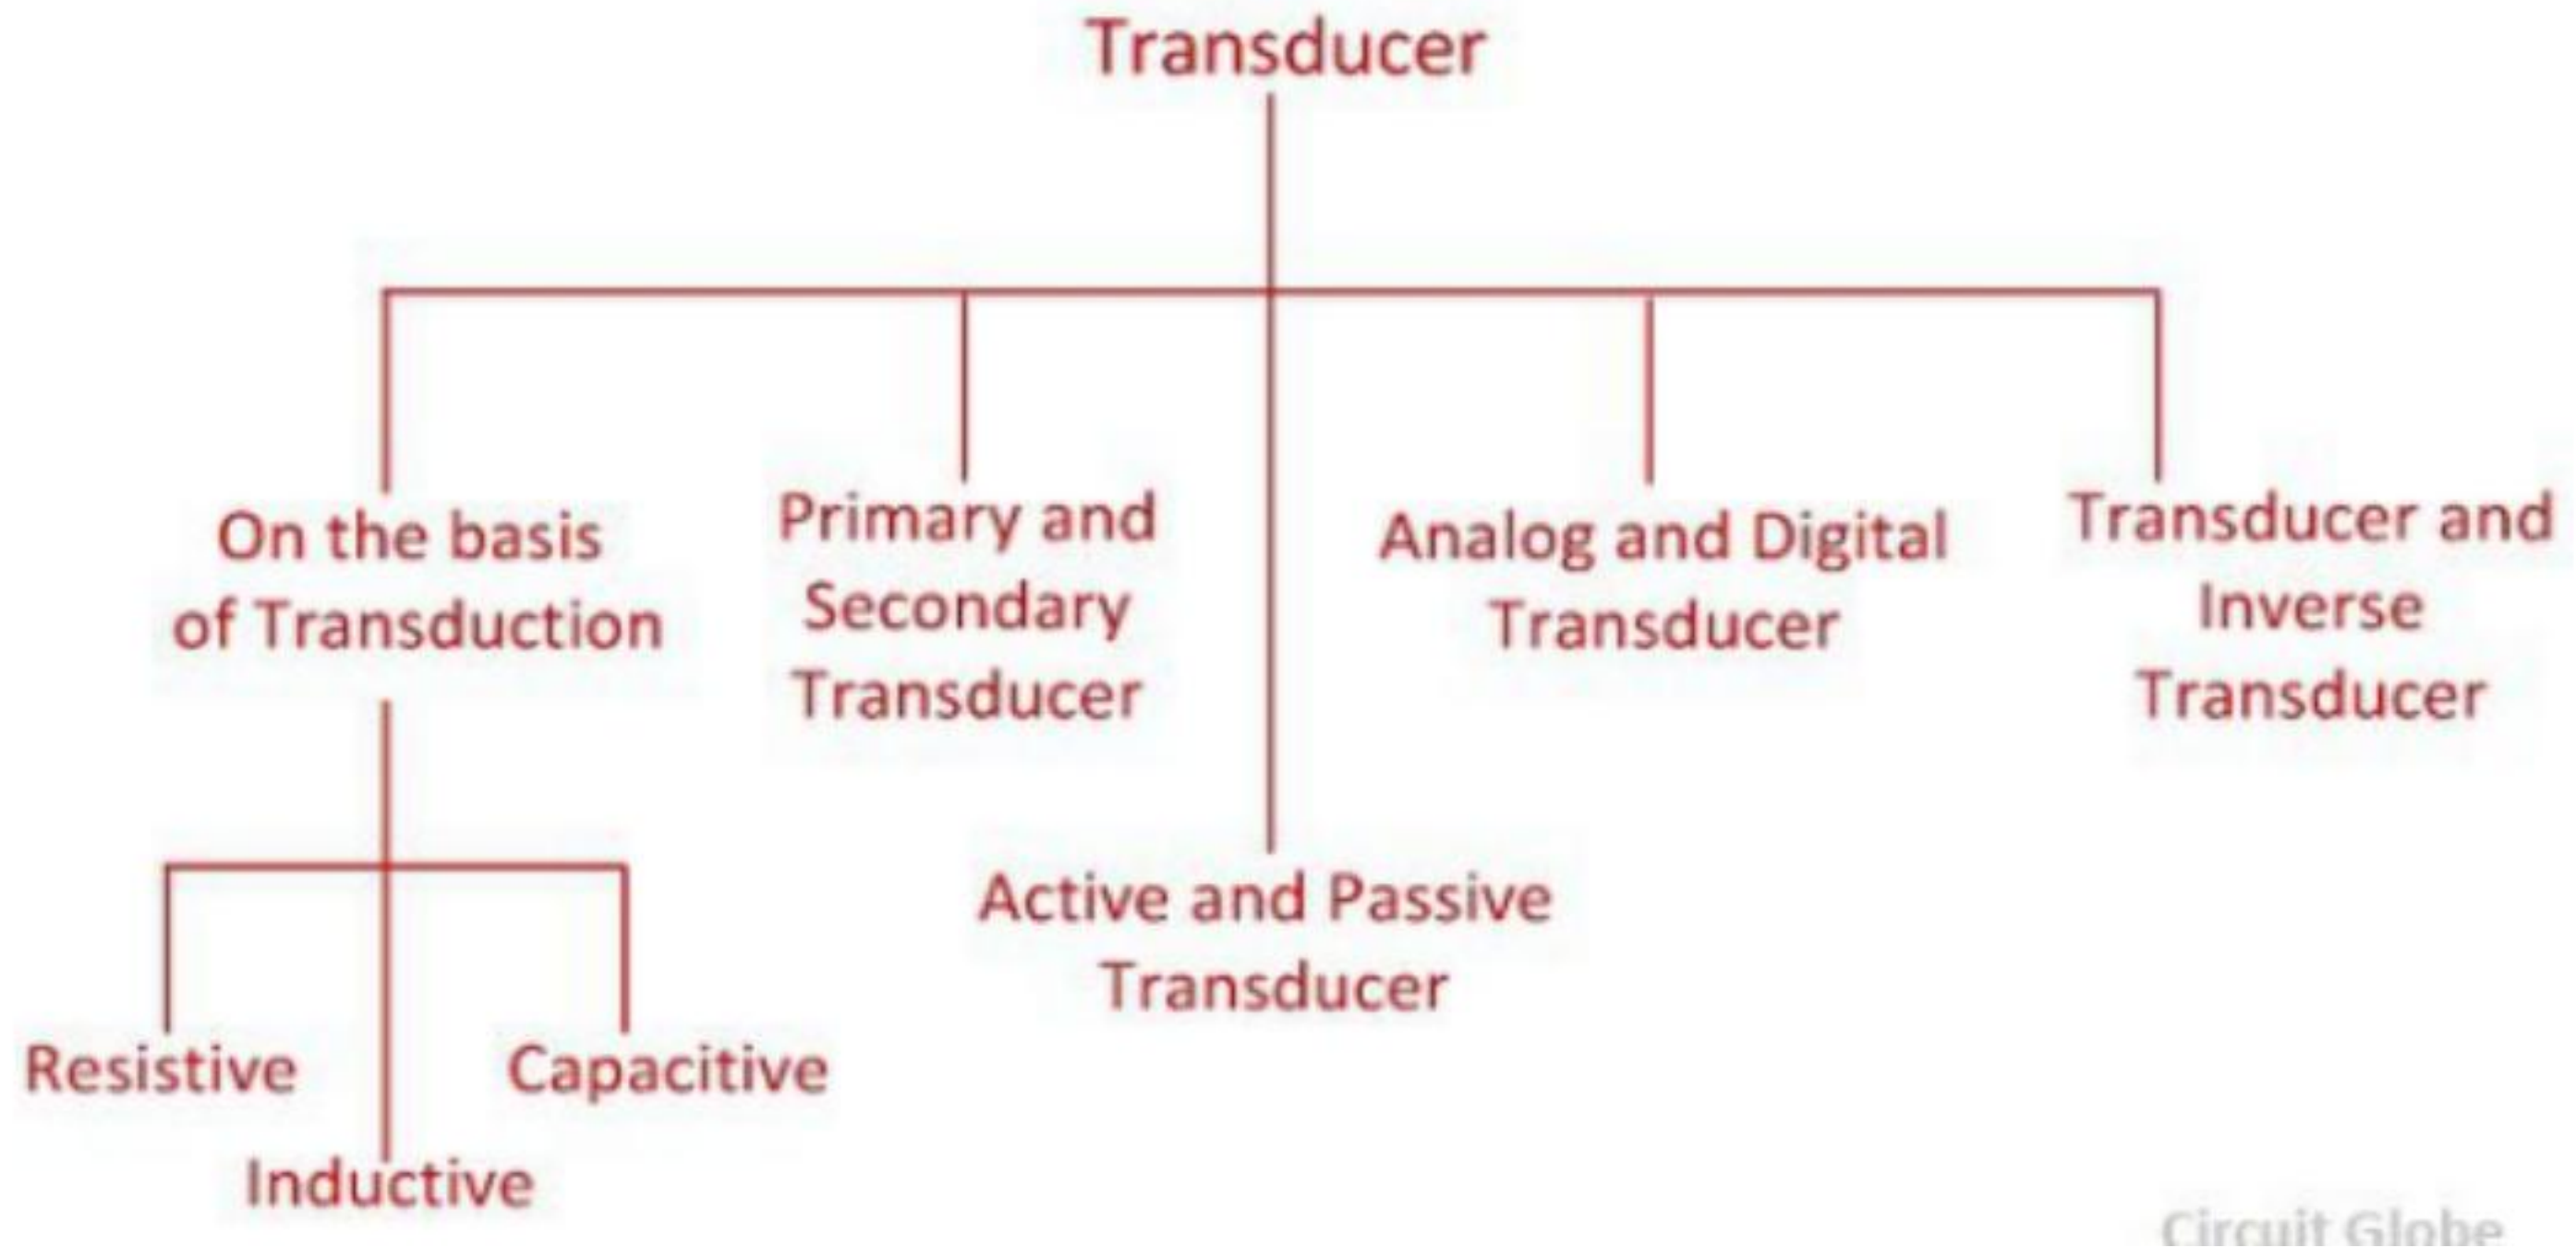 Transducer
On the basis
of Transduction
Primary and
Secondary
Transducer
Analog and Digital
Transducer
Transducer and
Inverse
Transducer
Active and Passive
Transducer
Resistive
Capacitive
Inductive
Circuit Globe